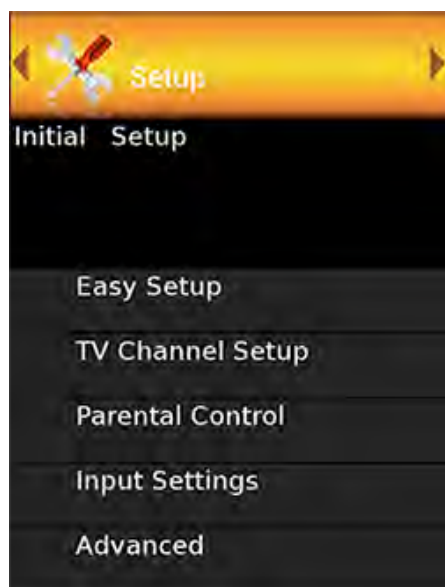 Setup
Initial Setup
Easy Setup
TV Channel Setup
Parental Control
Input Settings
Advanced